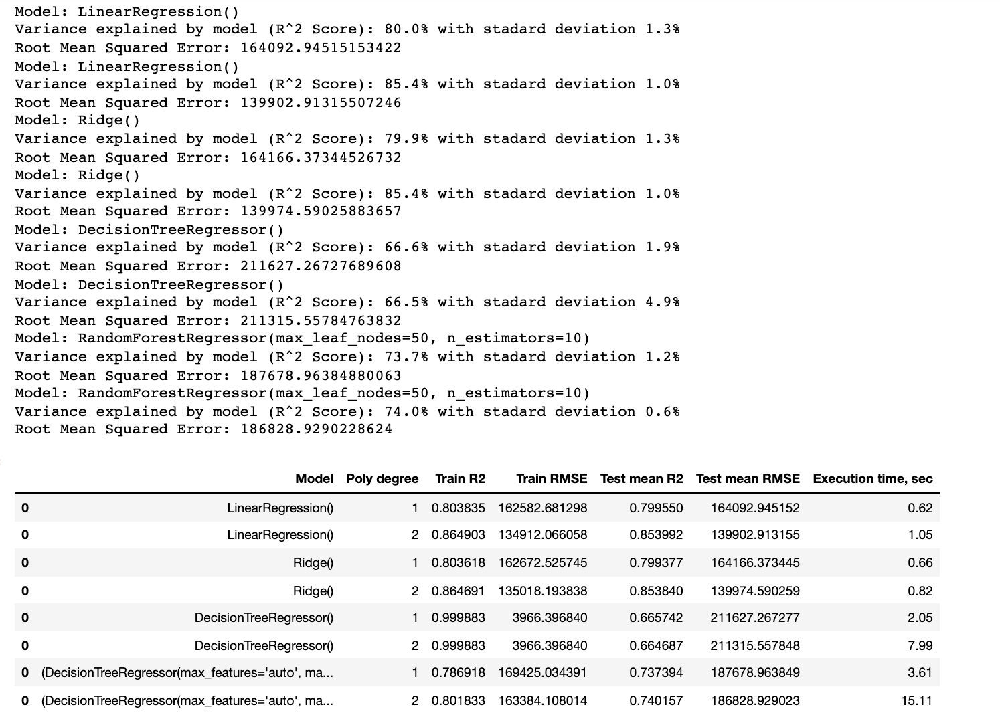 Model: LinearRegression()
Variance explained by model (R^2 Score): 80.0% with stadard deviation 1.3%
Root Mean Squared Error: 164092.94515153422
Model: LinearRegression()
Variance explained by model (R^2 Score): 85.4% with stadard deviation 1.0%
Root Mean Squared Error: 139902.91315507246
Model: Ridge()
Variance explained by model (R^2 Score): 79.9% with stadard deviation 1.3%
Root Mean Squared Error: 164166.37344526732
Model: Ridge()
Variance explained by model (R^2 Score): 85.4% with stadard deviation 1.0%
Root Mean Squared Error: 139974.59025883657
Model: DecisionTreeRegressor()
Variance explained by model (R^2 Score): 66.6% with stadard deviation 1.9%
Root Mean Squared Error: 211627.26727689608
Model: DecisionTreeRegressor()
Variance explained by model (R^2 Score): 66.5% with stadard deviation 4.9%
Root Mean Squared Error: 211315.55784763832
Model: RandomForestRegressor(max_leaf_nodes=50, n_estimators=10)
Variance explained by model (R^2 Score): 73.7% with stadard deviation 1.2%
Root Mean Squared Error: 187678.96384880063
Model: RandomForestRegressor(max_leaf_nodes=50, n_estimators=10)
Variance explained by model (R^2 Score): 74.0% with stadard deviation 0.6%
Root Mean Squared Error: 186828.9290228624
Model Poly degree Train R2 Train RMSE Test mean R2 Test mean RMSE Execution time, sec
0 LinearRegression() 1 0.803835 162582.681298 0.799550 164092.945152 0.62
0 LinearRegression() 2 0.864903 134912.066058 0.853992 139902.913155 1.05
0 Ridge() 1 0.803618 162672.525745 0.799377 164166.373445 0.66
0 Ridge() 2 0.864691 135018.193838 0.853840 139974.590259 0.82
0 DecisionTreeRegressor() 1 0.999883 3966.396840 0.665742 211627.267277 2.05
0 DecisionTreeRegressor() 2 0.999883 3966.396840 0.664687 211315.557848 7.99
0 (DecisionTreeRegressor(max_features='auto', ma... 1 0.786918 169425.034391 0.737394 187678.963849 3.61
0 (DecisionTreeRegressor(max_features='auto', ma... 2 0.801833 163384.108014 0.740157 186828.929023 15.11